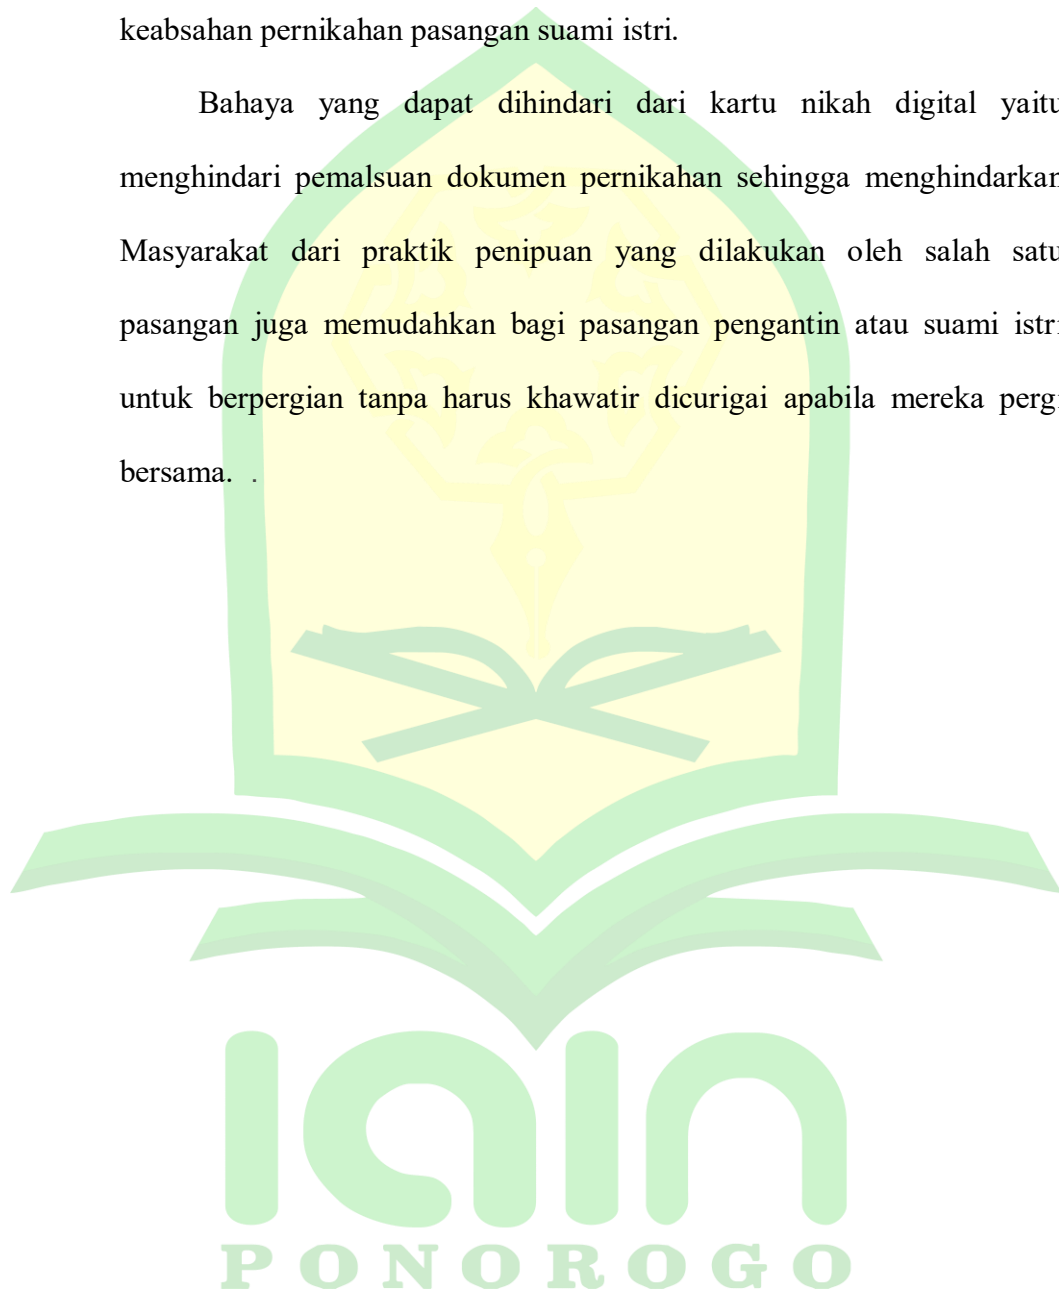 keabsahan pernikahan pasangan suami istri.
Bahaya yang dapat dihindari dari kartu nikah digital yaitu
menghindari pemalsuan dokumen pernikahan sehingga menghindarkan
Masyarakat dari praktik penipuan yang dilakukan oleh salah satu
pasangan juga memudahkan bagi pasangan pengantin atau suami istri
untuk berpergian tanpa harus khawatir dicurigai apabila mereka pergi
bersama. .
iain
PONOROGO